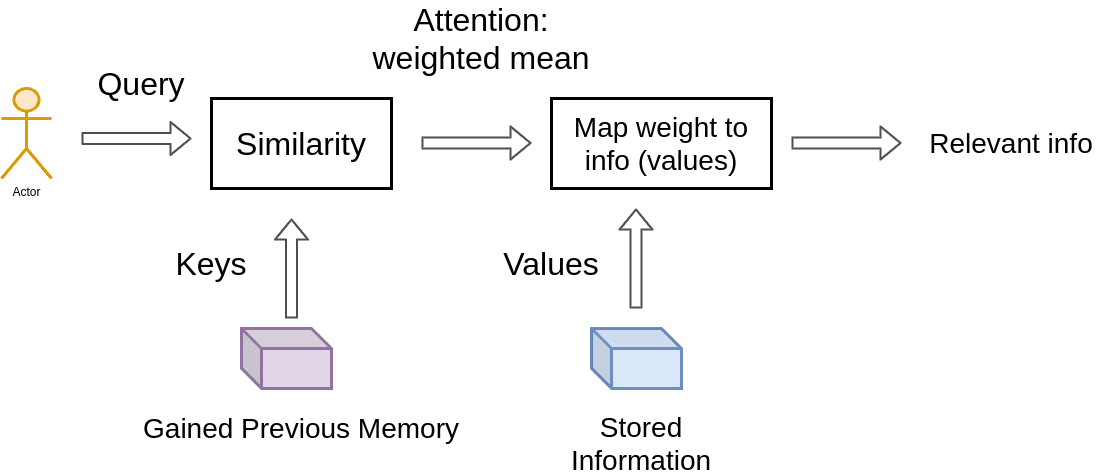 Attention:
weighted mean
Query
Actor
Similarity
Map weight to
info (values)
Relevant info
Keys
Values
Gained Previous Memory
Stored
Information